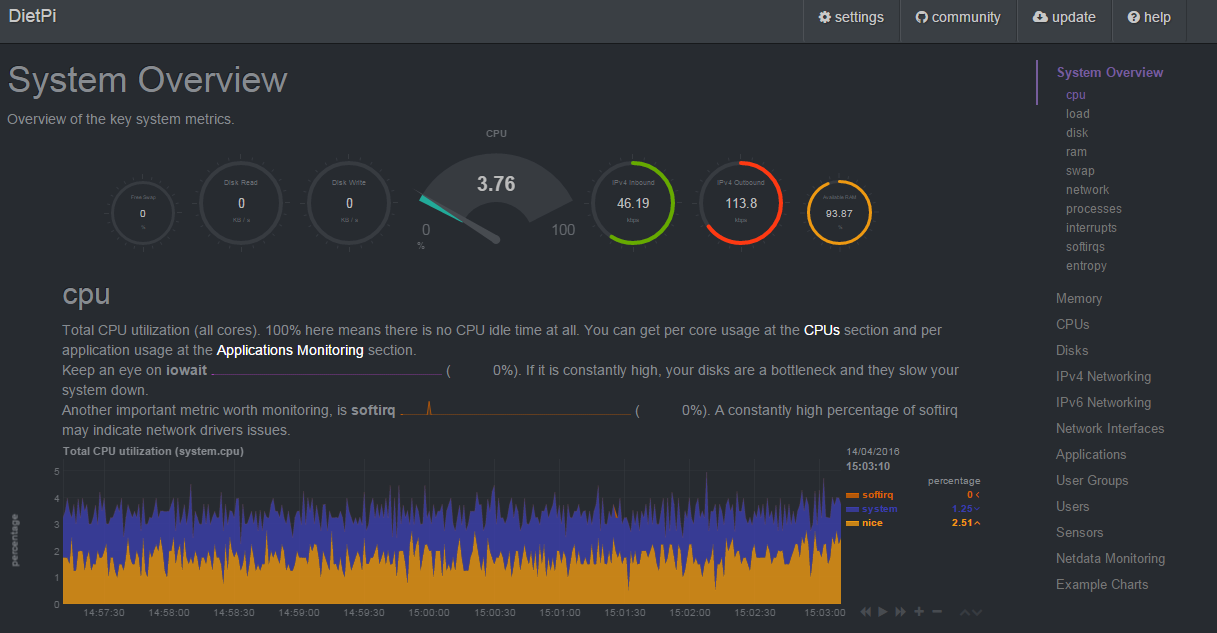 DietPi
settings
community
update
help
System Overview
Overview of the key system metrics.
Free Swap
0
%
Disk Read
0
KB / s
Disk Write
0
KB / s
CPU
3.76
0
100
%
IPv4 Inbound
46.19
kbps
IPv4 Outbound
113.8
kbps
Available RAM
93.87
%
cpu
Total CPU utilization (all cores). 100% here means there is no CPU idle time at all. You can get per core usage at the CPUs section and per
application usage at the Applications Monitoring section.
Keep an eye on iowait ( 0%). If it is constantly high, your disks are a bottleneck and they slow your
system down.
Another important metric worth monitoring, is softirq ( 0%). A constantly high percentage of softirq
may indicate network drivers issues.
Total CPU utilization (system.cpu)
percentage
5
4
3
2
1
0
14:57:30 14:58:00 14:58:30 14:59:00 14:59:30 15:00:00 15:00:30 15:01:00 15:01:30 15:02:00 15:02:30 15:03:00
14/04/2016
15:03:10
percentage
softirq 0
system 1.25
nice 2.51
System Overview
cpu
load
disk
ram
swap
network
processes
interrupts
softirqs
entropy
Memory
CPUs
Disks
IPv4 Networking
IPv6 Networking
Network Interfaces
Applications
User Groups
Users
Sensors
Netdata Monitoring
Example Charts